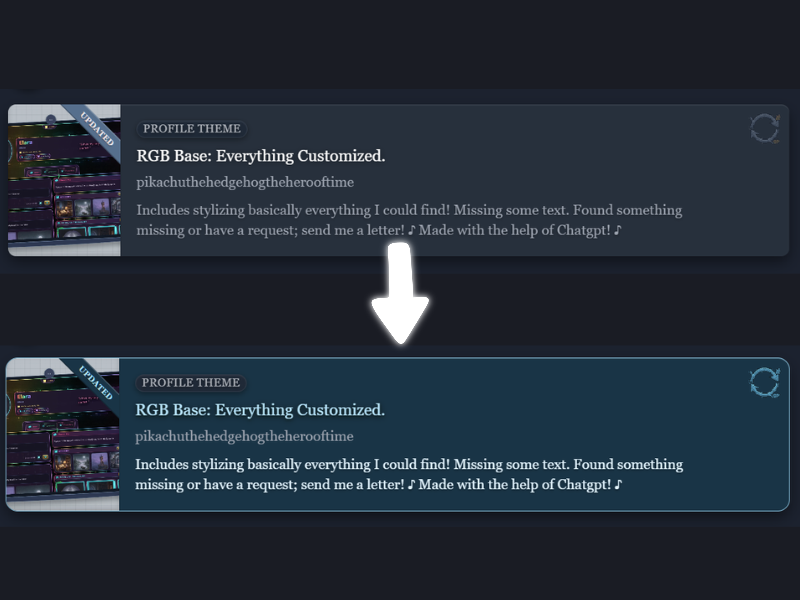 UPDATED
PROFILE THEME
RGB Base: Everything Customized.
pikachuthehedgehogtheherooftime
Includes stylizing basically everything I could find! Missing some text. Found something
missing or have a request; send me a letter! ♪ Made with the help of Chatgpt! ♪
UPDATED
PROFILE THEME
RGB Base: Everything Customized.
pikachuthehedgehogtheherooftime
Includes stylizing basically everything I could find! Missing some text. Found something
missing or have a request; send me a letter! ♪ Made with the help of Chatgpt! ♪